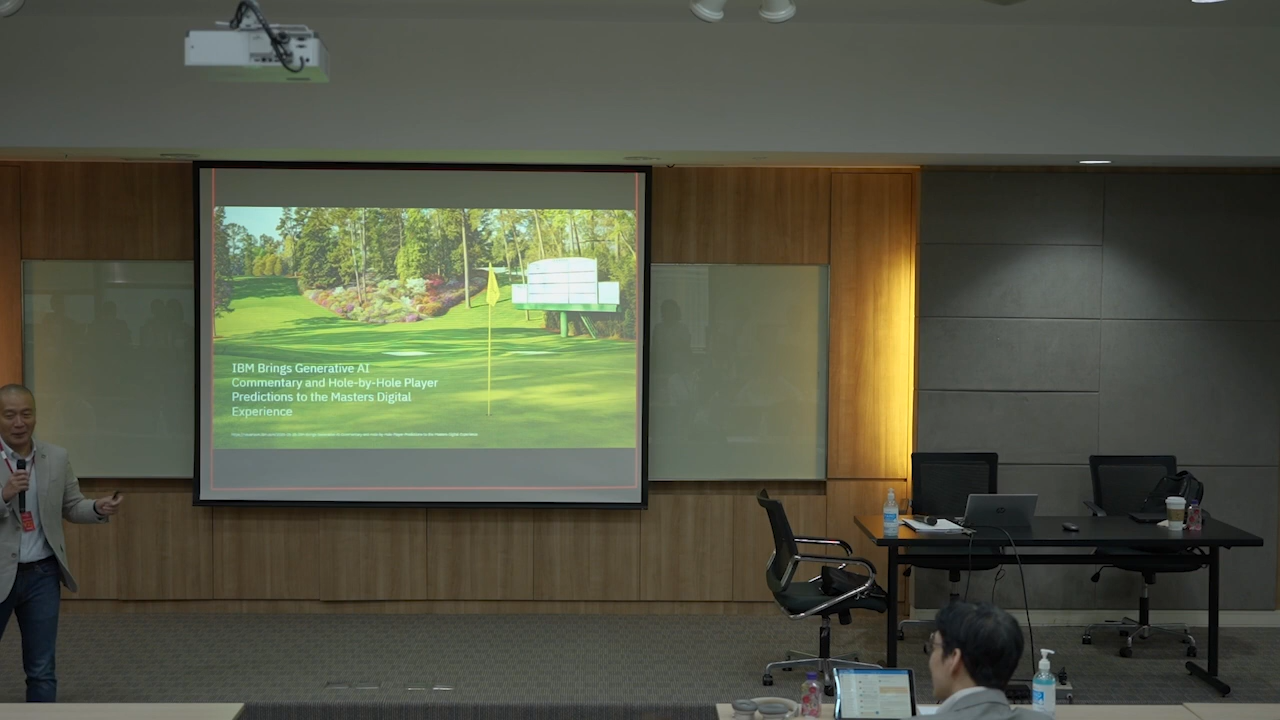 IBM Brings Generative AI
Commentary and Hole-by-Hole Player
Predictions to the Masters Digital
Experience